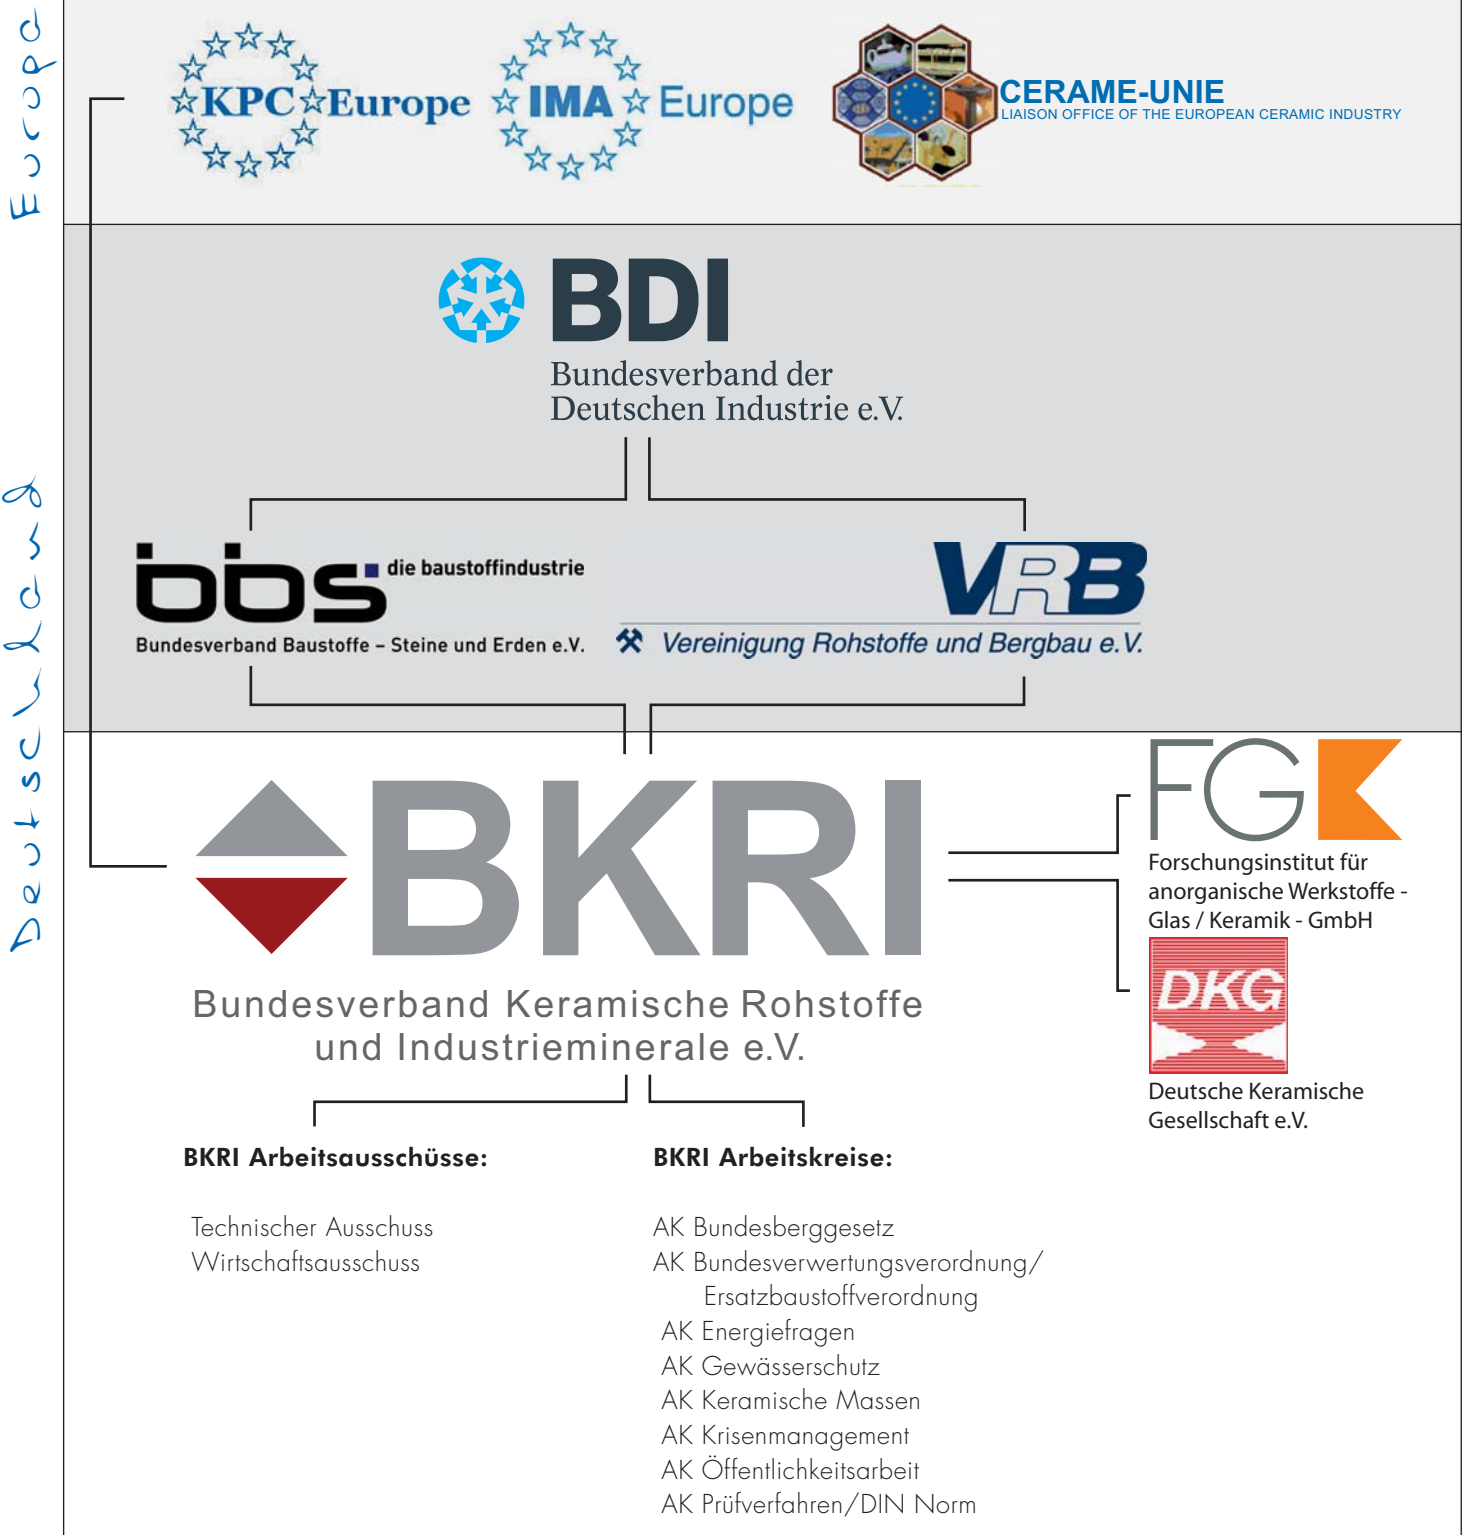 Europa
KPC Europe
IMA Europe
CERAME-UNIE
LIAISON OFFICE OF THE EUROPEAN CERAMIC INDUSTRY
Deutschland
BDI
Bundesverband der
Deutschen Industrie e.V.
bbs die baustoffindustrie
Bundesverband Baustoffe – Steine und Erden e.V.
VRB
Vereinigung Rohstoffe und Bergbau e.V.
BKRI
Bundesverband Keramische Rohstoffe
und Industrieminerale e.V.
FGK
Forschungsinstitut für
anorganische Werkstoffe -
Glas / Keramik - GmbH
DKG
Deutsche Keramische
Gesellschaft e.V.
BKRI Arbeitsausschüsse:
Technischer Ausschuss
Wirtschaftsausschuss
BKRI Arbeitskreise:
AK Bundesberggesetz
AK Bundesverwertungsverordnung/
Ersatzbaustoffverordnung
AK Energiefragen
AK Gewässerschutz
AK Keramische Massen
AK Krisenmanagement
AK Öffentlichkeitsarbeit
AK Prüfverfahren/DIN Norm